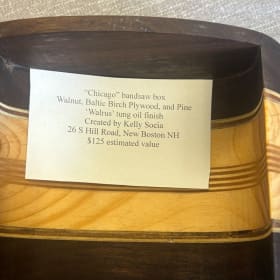 "Chicago" bandsaw box
Walnut, Baltic Birch Plywood, and Pine
'Walrus' tung oil finish
Created by Kelly Socia
26 S Hill Road, New Boston NH
$125 estimated value